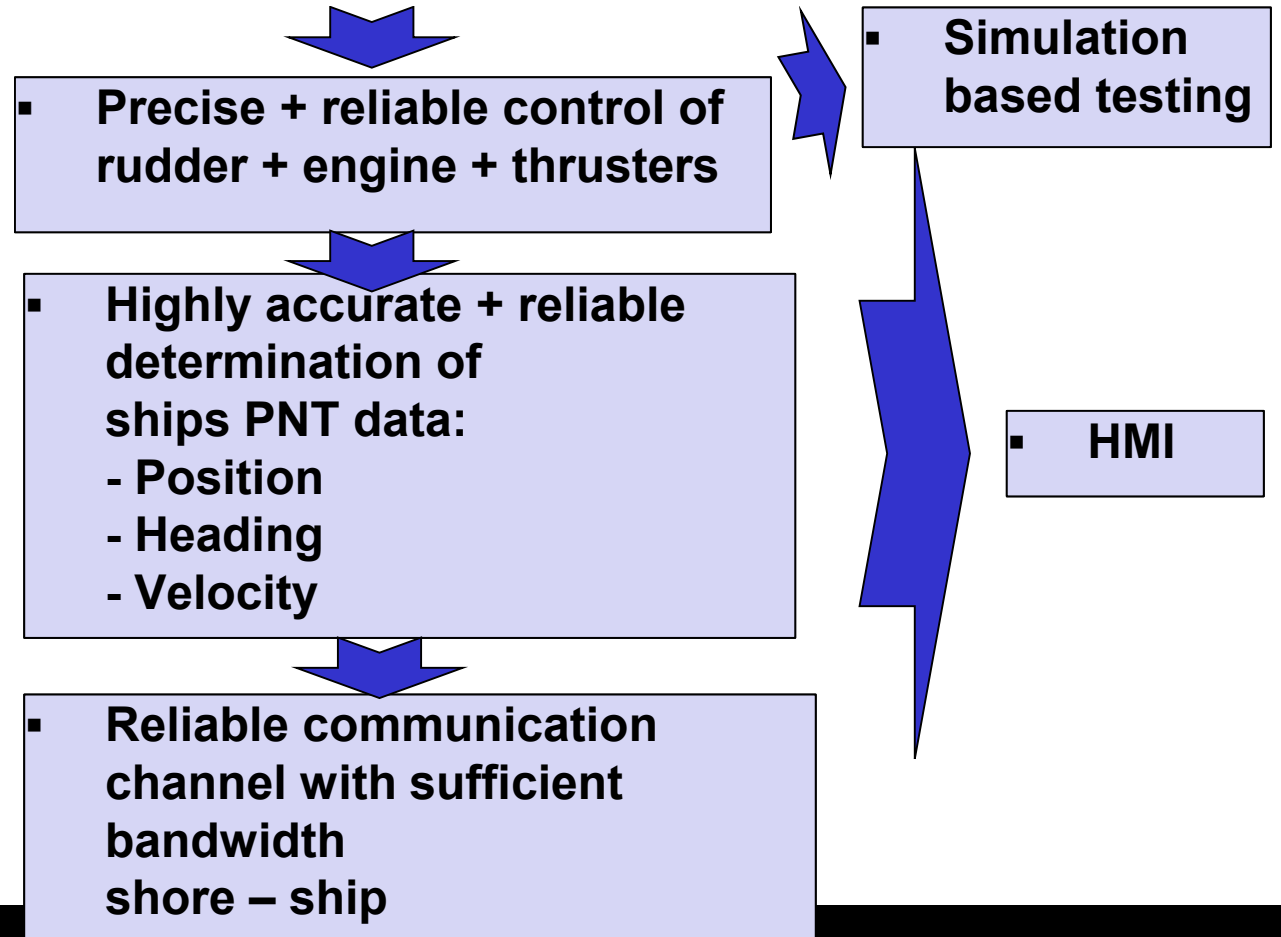 ▪ Precise + reliable control of
rudder + engine + thrusters
▪ Simulation
based testing
▪ Highly accurate + reliable
determination of
ships PNT data:
- Position
- Heading
- Velocity
▪ HMI
▪ Reliable communication
channel with sufficient
bandwidth
shore – ship